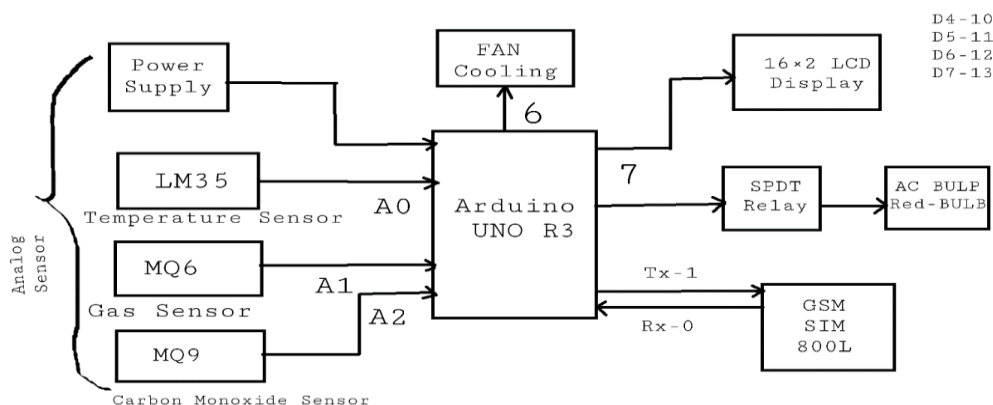 D4-10
D5-11
D6-12
D7-13
FAN
Cooling
Power
Supply
16×2 LCD
Display
6
7
LM35
Temperature Sensor
A0
Arduino
UNO R3
SPDT
Relay
AC BULP
Red-BULB
Analog
Sensor
MQ6
Gas Sensor
A1
A2
Tx-1
Rx-0
GSM
SIM
800L
MQ9
Carbon Monoxide Sensor